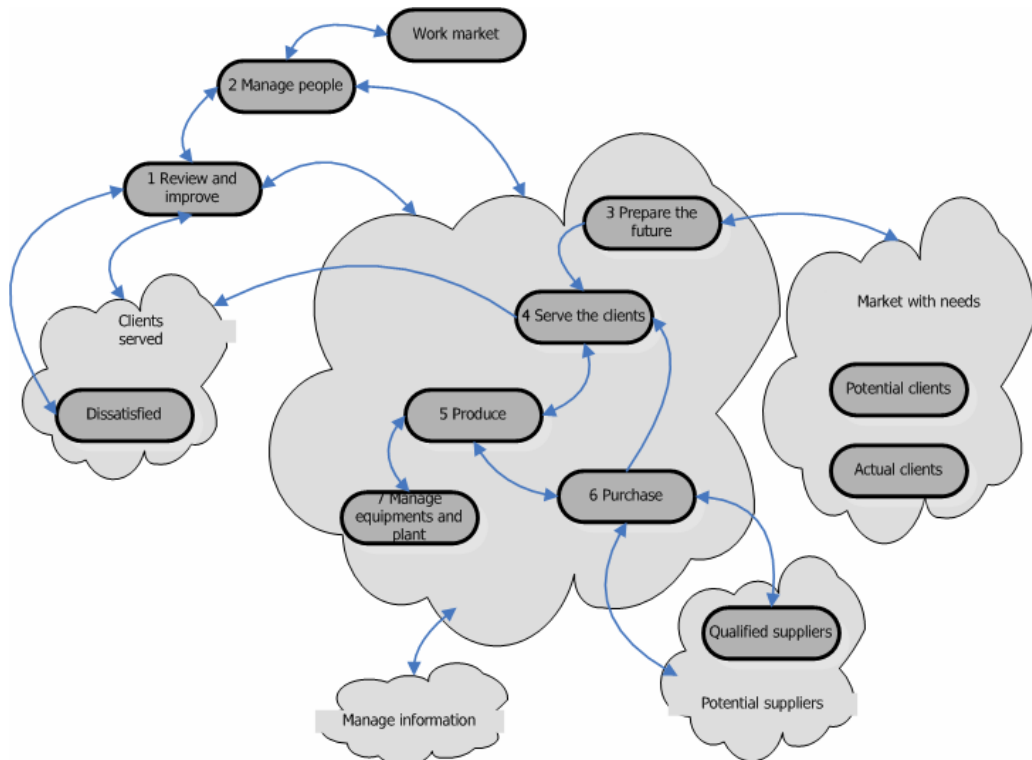 Work market
2 Manage people
1 Review and
improve
3 Prepare the
future
Market with needs
Clients
served
4 Serve the clients
Potential clients
Dissatisfied
5 Produce
Actual clients
6 Purchase
7 Manage
equipments and
plant
Qualified suppliers
Potential suppliers
Manage information